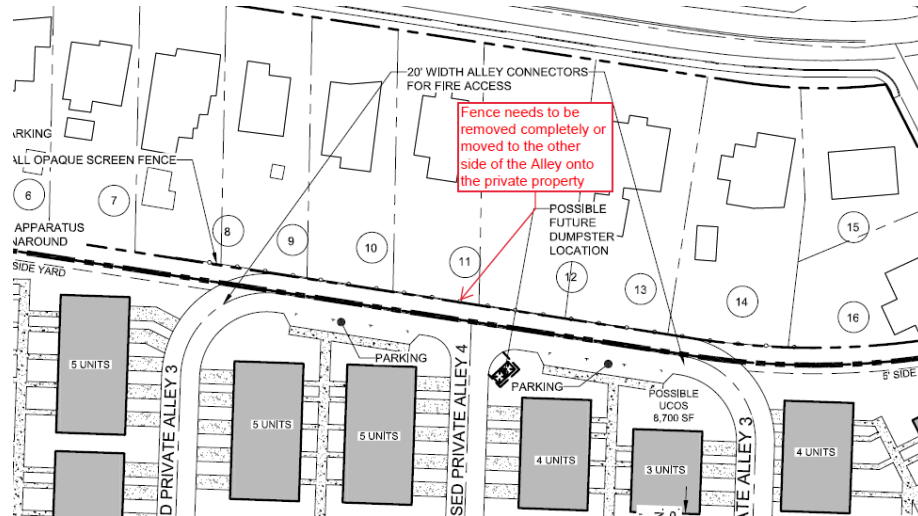 20' WIDTH ALLEY CONNECTORS
FOR FIRE ACCESS
Fence needs to be
removed completely or
moved to the other
side of the Alley onto
the private property
PARKING
ALL OPAQUE SCREEN FENCE
6
7
8
9
10
11
12
13
14
15
16
POSSIBLE
FUTURE
DUMPSTER
LOCATION
APPARATUS
NAROUND
SIDE YARD
5' SIDE
5 UNITS
PARKING
PARKING
POSSIBLE
UCOS
8,700 SF
5 UNITS
5 UNITS
4 UNITS
3 UNITS
4 UNITS
D PRIVATE ALLEY 3
SED PRIVATE ALLEY 4
ATE ALLEY 3